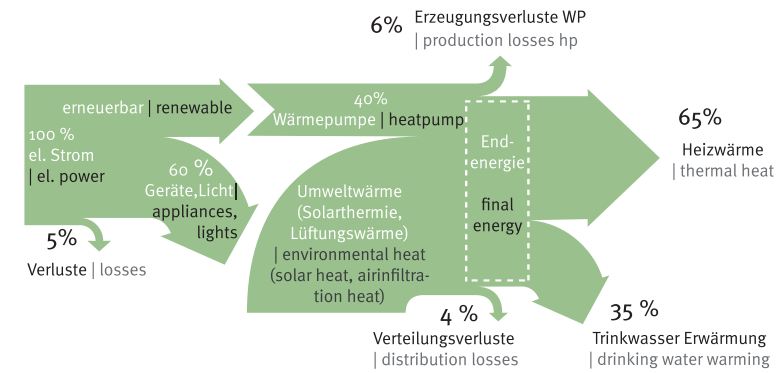 6%
Erzeugungsverluste WP
| production losses hp
erneuerbar | renewable
100 %
el. Strom
| el. power
40%
Wärmepumpe | heatpump
60 %
Geräte,Licht|
appliances,
lights
5%
Verluste | losses
Umweltwärme
(Solarthermie,
Lüftungswärme)
| environmental heat
(solar heat, airinfiltra-
tion heat)
End-
energie
final
energy
65%
Heizwärme
| thermal heat
4 %
Verteilungsverluste
| distribution losses
35 %
Trinkwasser Erwärmung
| drinking water warming